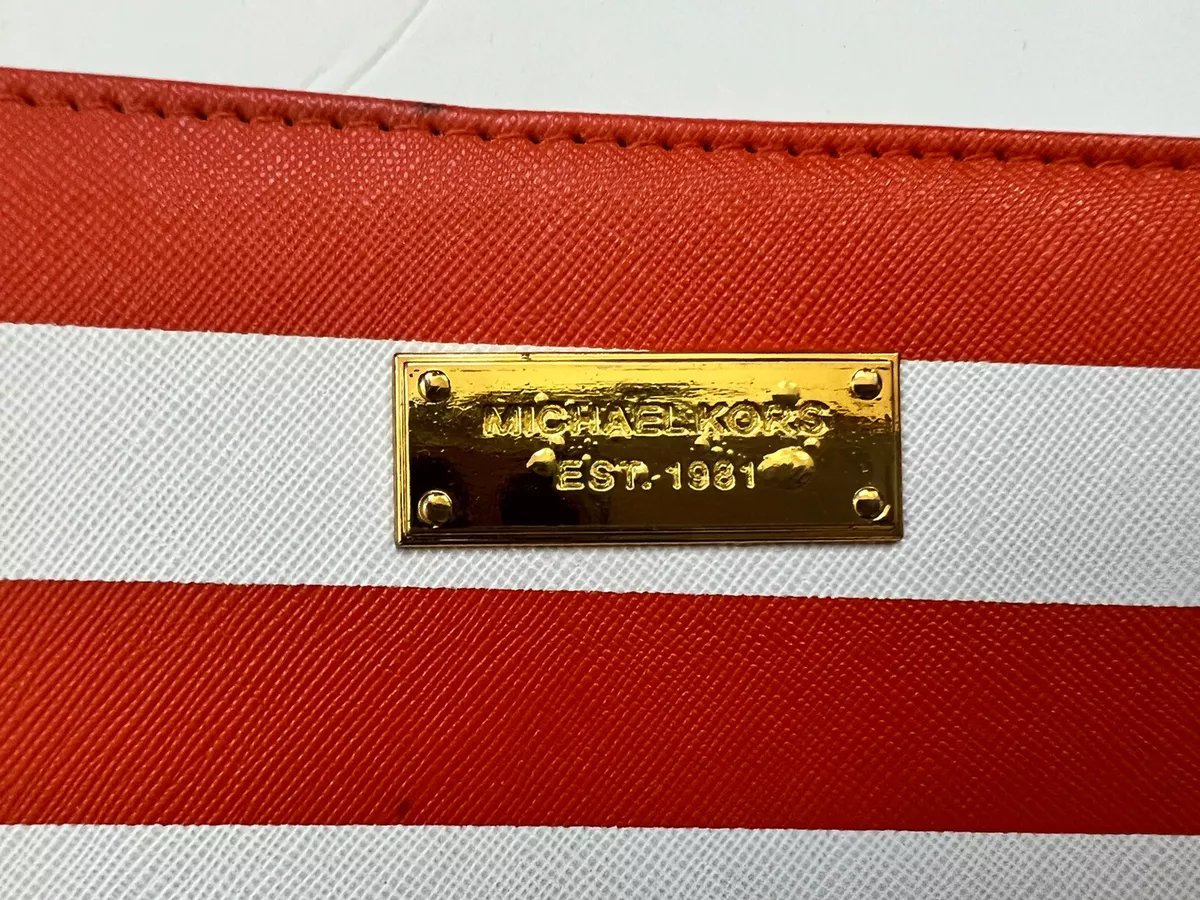 MICHAEL KORS
EST. 1981